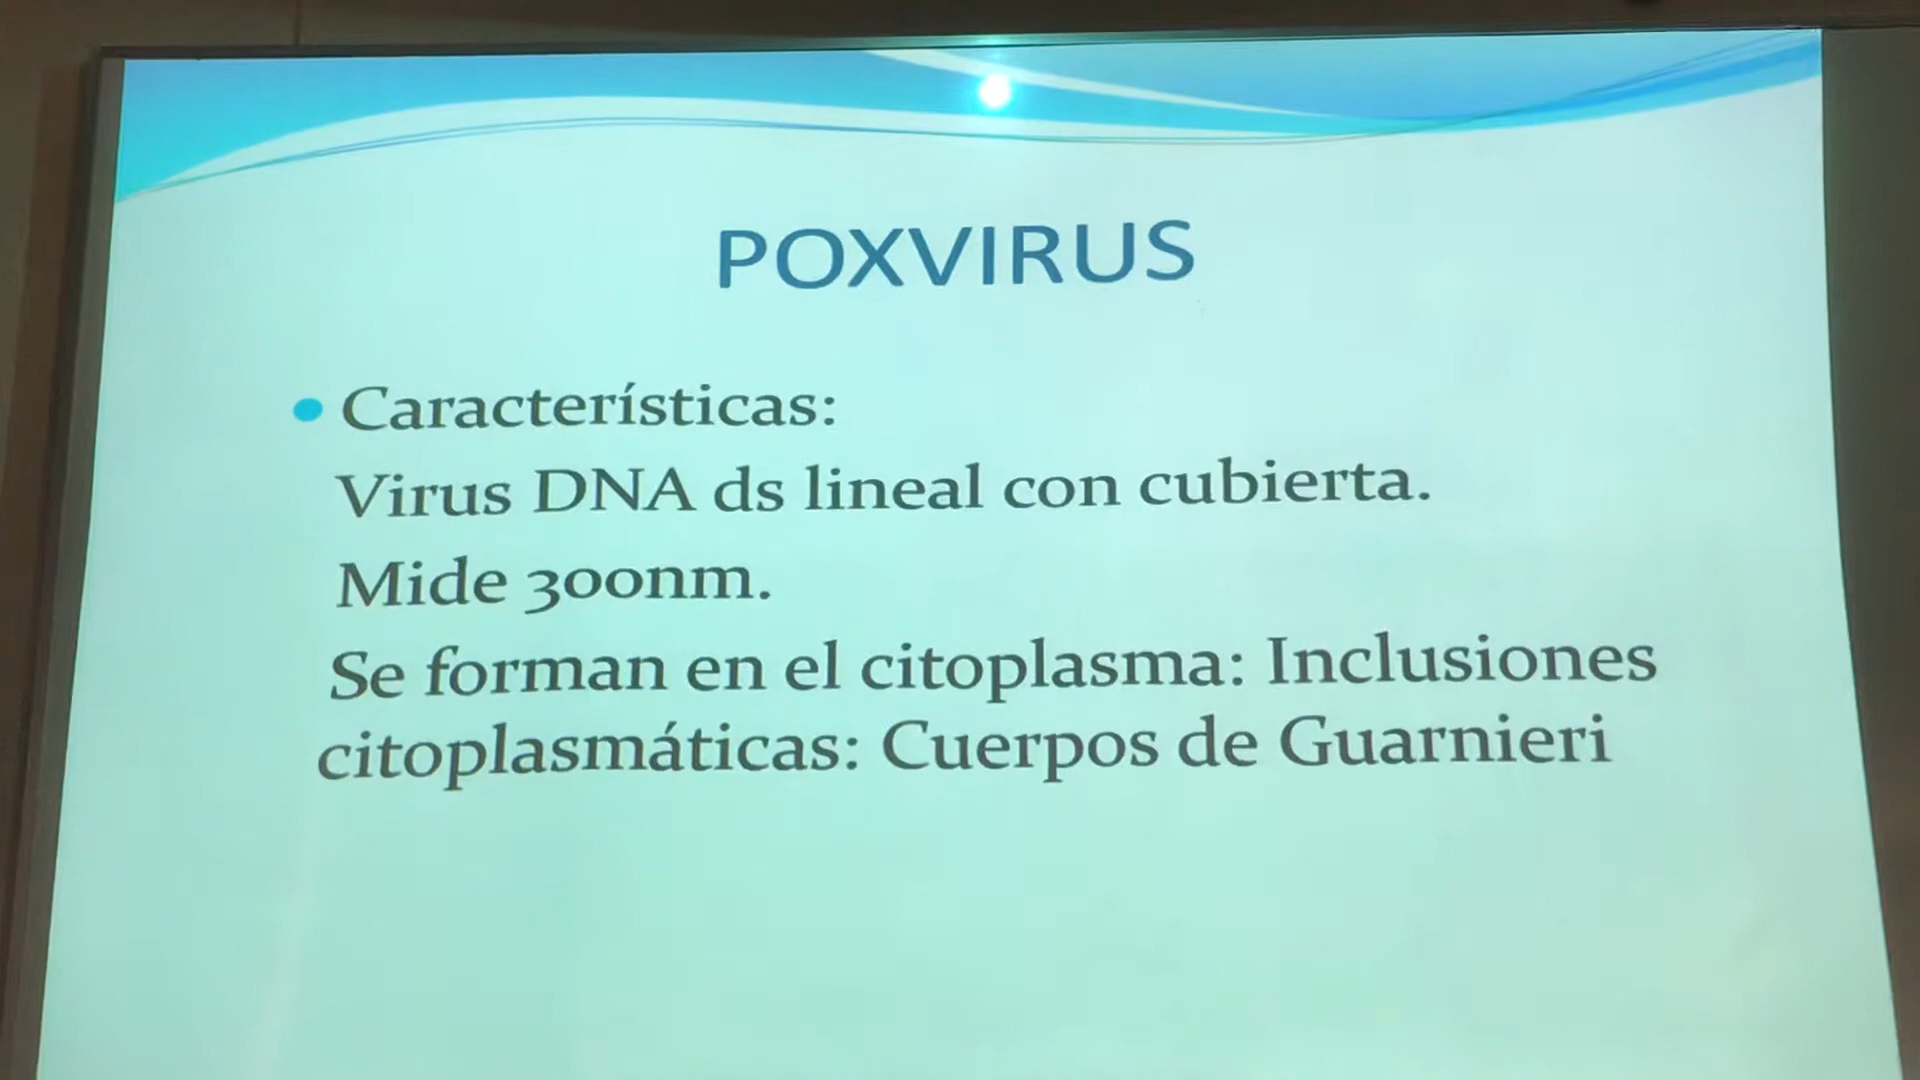 POXVIRUS
Características:
Virus DNA ds lineal con cubierta.
Mide 300nm.
Se forman en el citoplasma: Inclusiones
citoplasmáticas: Cuerpos de Guarnieri